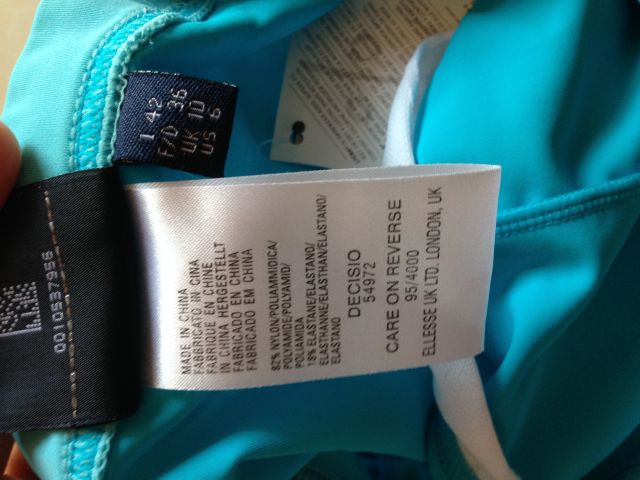 I 42
F/D 36
UK 10
US 6
0010537956
MADE IN CHINA
FABBRICATO IN CINA
FABRIQUE EN CHINE
IN CHINA HERGESTELLT
FABRICADO EN CHINA
FABRICADO EM CHINA
82% NYLON/POLIAMMIDICA/
POLYAMIDE/POLYAMID/
POLIAMIDA
18% ELASTANE/ELASTANO/
ELASTHANNE/ELASTHAN/ELASTANO/
ELASTANO
DECISIO
54972
CARE ON REVERSE
95/4000
ELLESSE UK LTD. LONDON, UK